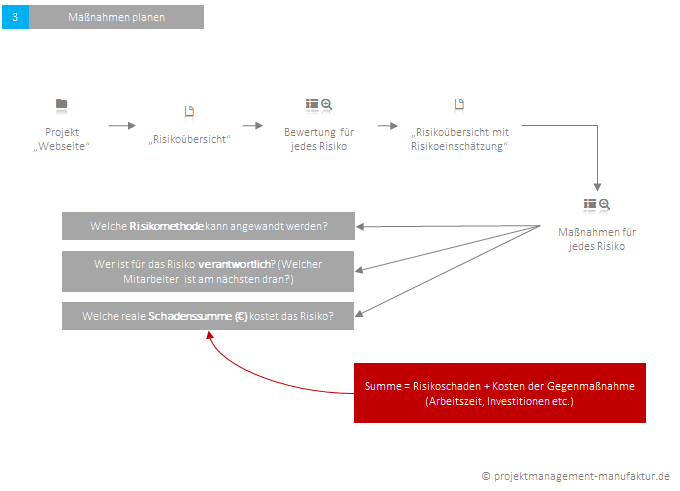 3
Maßnahmen planen
Projekt
„Webseite“
„Risikoübersicht“
Bewertung für
jedes Risiko
„Risikoübersicht mit
Risikoeinschätzung“
Maßnahmen für
jedes Risiko
Welche Risikomethode kann angewandt werden?
Wer ist für das Risiko verantwortlich? (Welcher
Mitarbeiter ist am nächsten dran?)
Welche reale Schadenssumme (€) kostet das Risiko?
Summe = Risikoschaden + Kosten der Gegenmaßnahme
(Arbeitszeit, Investitionen etc.)
© projektmanagement-manufaktur.de